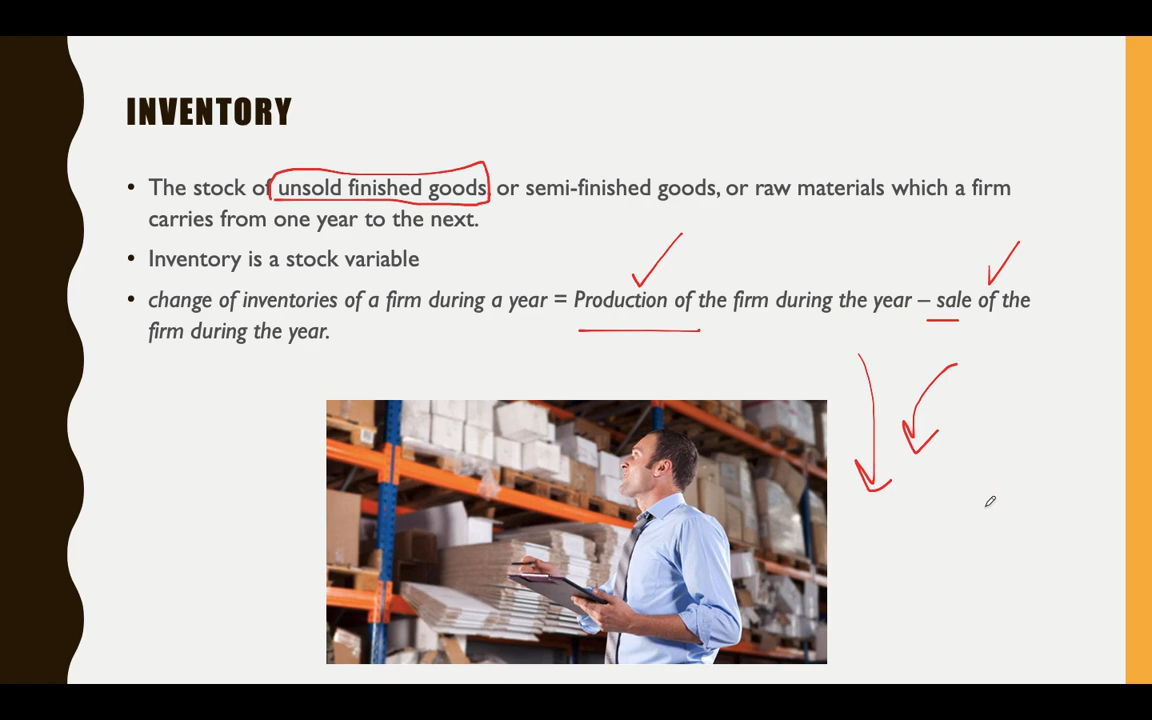 INVENTORY
• The stock of unsold finished goods, or semi-finished goods, or raw materials which a firm
carries from one year to the next.
• Inventory is a stock variable
• change of inventories of a firm during a year = Production of the firm during the year – sale of the
firm during the year.